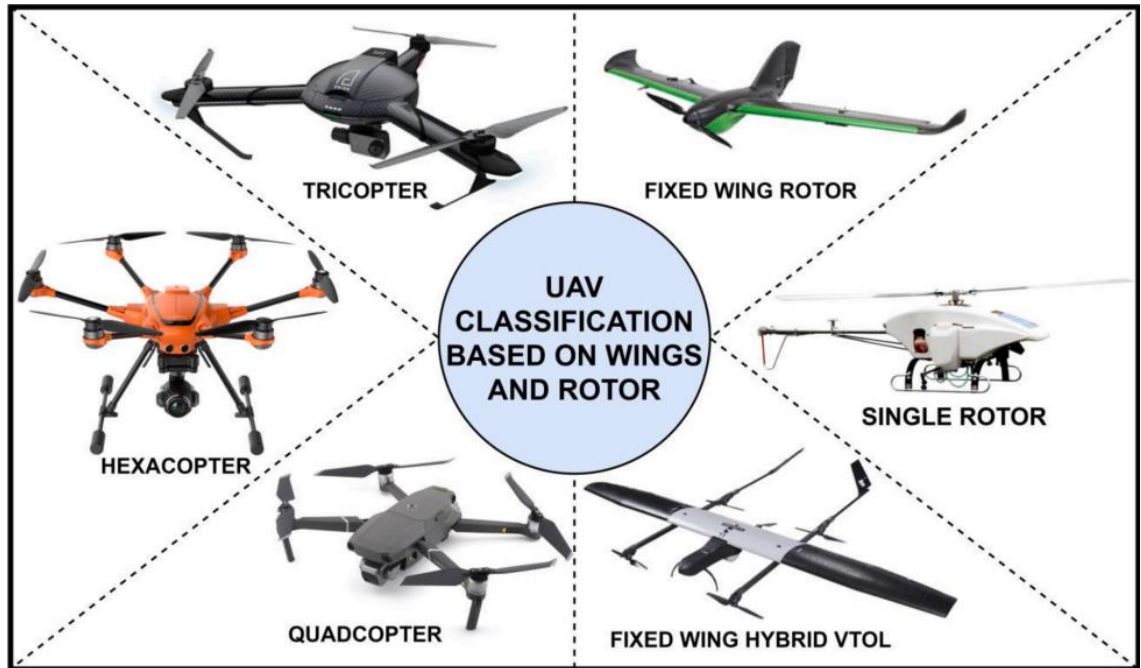 TRICOPTER
FIXED WING ROTOR
HEXACOPTER
UAV
CLASSIFICATION
BASED ON WINGS
AND ROTOR
SINGLE ROTOR
QUADCOPTER
FIXED WING HYBRID VTOL